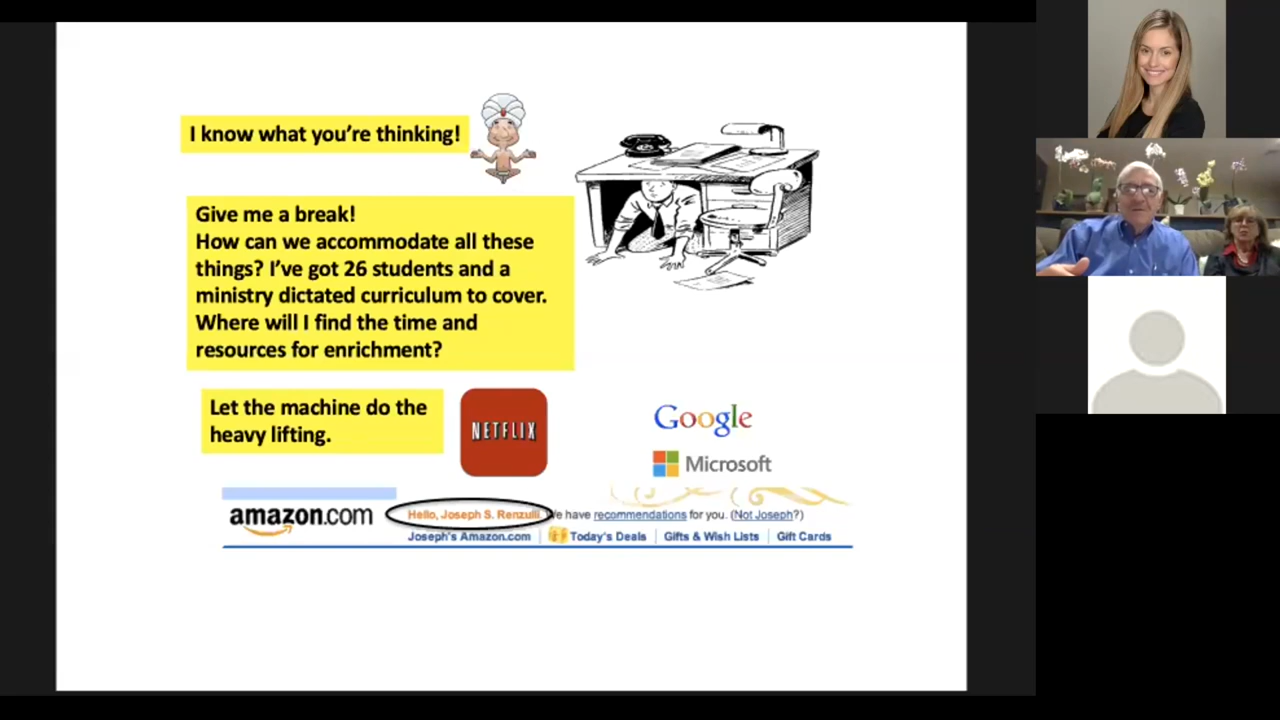 I know what you're thinking!
Give me a break!
How can we accommodate all these
things? I've got 26 students and a
ministry dictated curriculum to cover.
Where will I find the time and
resources for enrichment?
Let the machine do the
heavy lifting.
NETFLIX
Google
Microsoft
amazon.com
Hello, Joseph S. Renzulli. We have recommendations for you. (Not Joseph?)
Joseph's Amazon.com
Today's Deals
Gifts & Wish Lists
Gift Cards